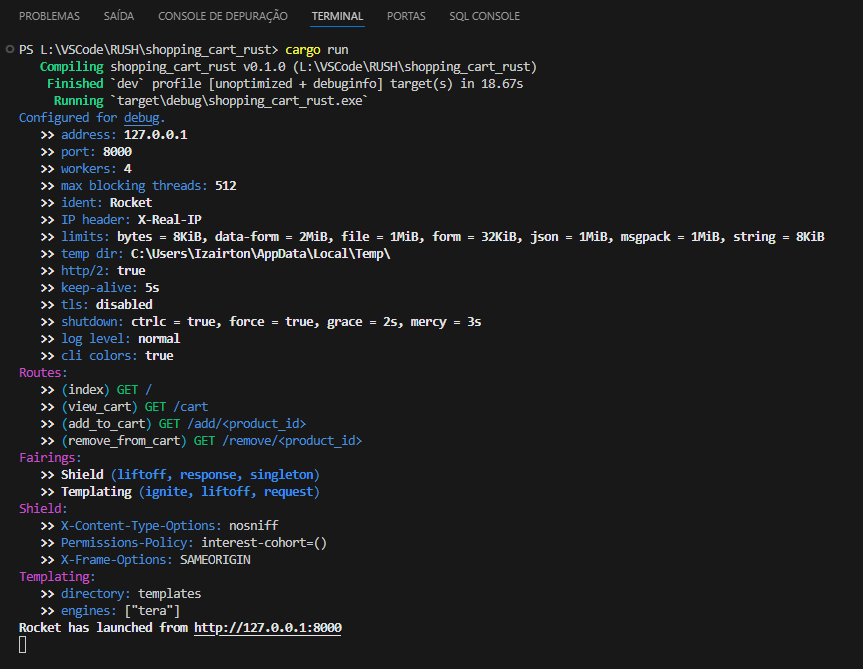 PROBLEMAS SAÍDA CONSOLE DE DEPURAÇÃO TERMINAL PORTAS SQL CONSOLE
PS L:\VSCode\RUSH\shopping_cart_rust> cargo run
Compiling shopping_cart_rust v0.1.0 (L:\VSCode\RUSH\shopping_cart_rust)
Finished `dev` profile [unoptimized + debuginfo] target(s) in 18.67s
Running `target\debug\shopping_cart_rust.exe`
Configured for debug.
>> address: 127.0.0.1
>> port: 8000
>> workers: 4
>> max blocking threads: 512
>> ident: Rocket
>> IP header: X-Real-IP
>> limits: bytes = 8KiB, data-form = 2MiB, file = 1MiB, form = 32KiB, json = 1MiB, msgpack = 1MiB, string = 8KiB
>> temp dir: C:\Users\Izairton\AppData\Local\Temp\
>> http/2: true
>> keep-alive: 5s
>> tls: disabled
>> shutdown: ctrlc = true, force = true, grace = 2s, mercy = 3s
>> log level: normal
>> cli colors: true
Routes:
>> (index) GET /
>> (view_cart) GET /cart
>> (add_to_cart) GET /add/<product_id>
>> (remove_from_cart) GET /remove/<product_id>
Fairings:
>> Shield (liftoff, response, singleton)
>> Templating (ignite, liftoff, request)
Shield:
>> X-Content-Type-Options: nosniff
>> Permissions-Policy: interest-cohort=()
>> X-Frame-Options: SAMEORIGIN
Templating:
>> directory: templates
>> engines: ["tera"]
Rocket has launched from http://127.0.0.1:8000